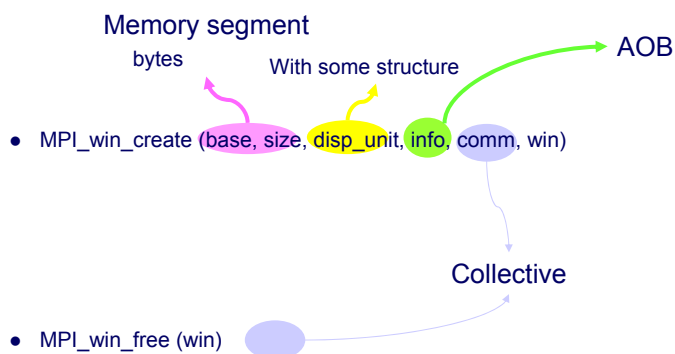 Memory segment
bytes
With some structure
AOB
• MPI_win_create (base, size, disp_unit, info, comm, win)
Collective
• MPI_win_free (win)